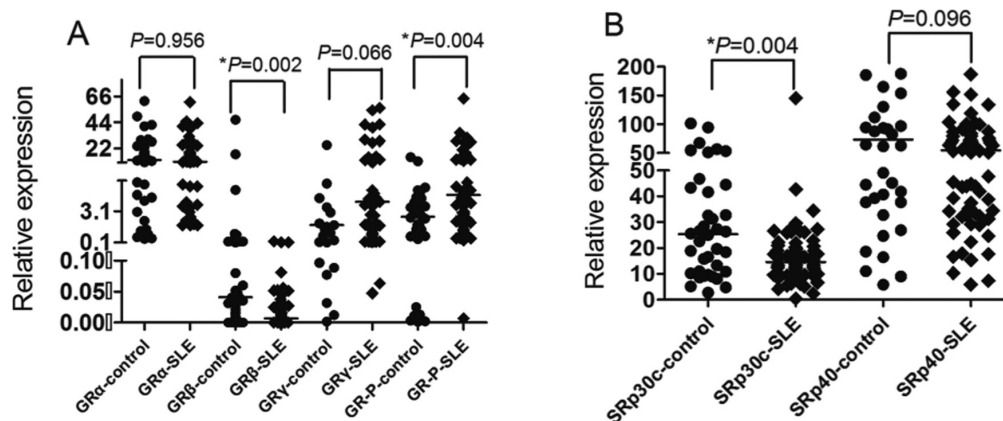 A
P=0.956
*P=0.002
P=0.066
*P=0.004
Relative expression
66
44
22
3.1
0.1
0.10
0.05
0.00
GRα-control
GRα-SLE
GRβ-control
GRβ-SLE
GRγ-control
GRγ-SLE
GR-P-control
GR-P-SLE
B
*P=0.004
P=0.096
Relative expression
200
150
100
50
50
40
30
20
10
0
SRp30c-control
SRp30c-SLE
SRp40-control
SRp40-SLE